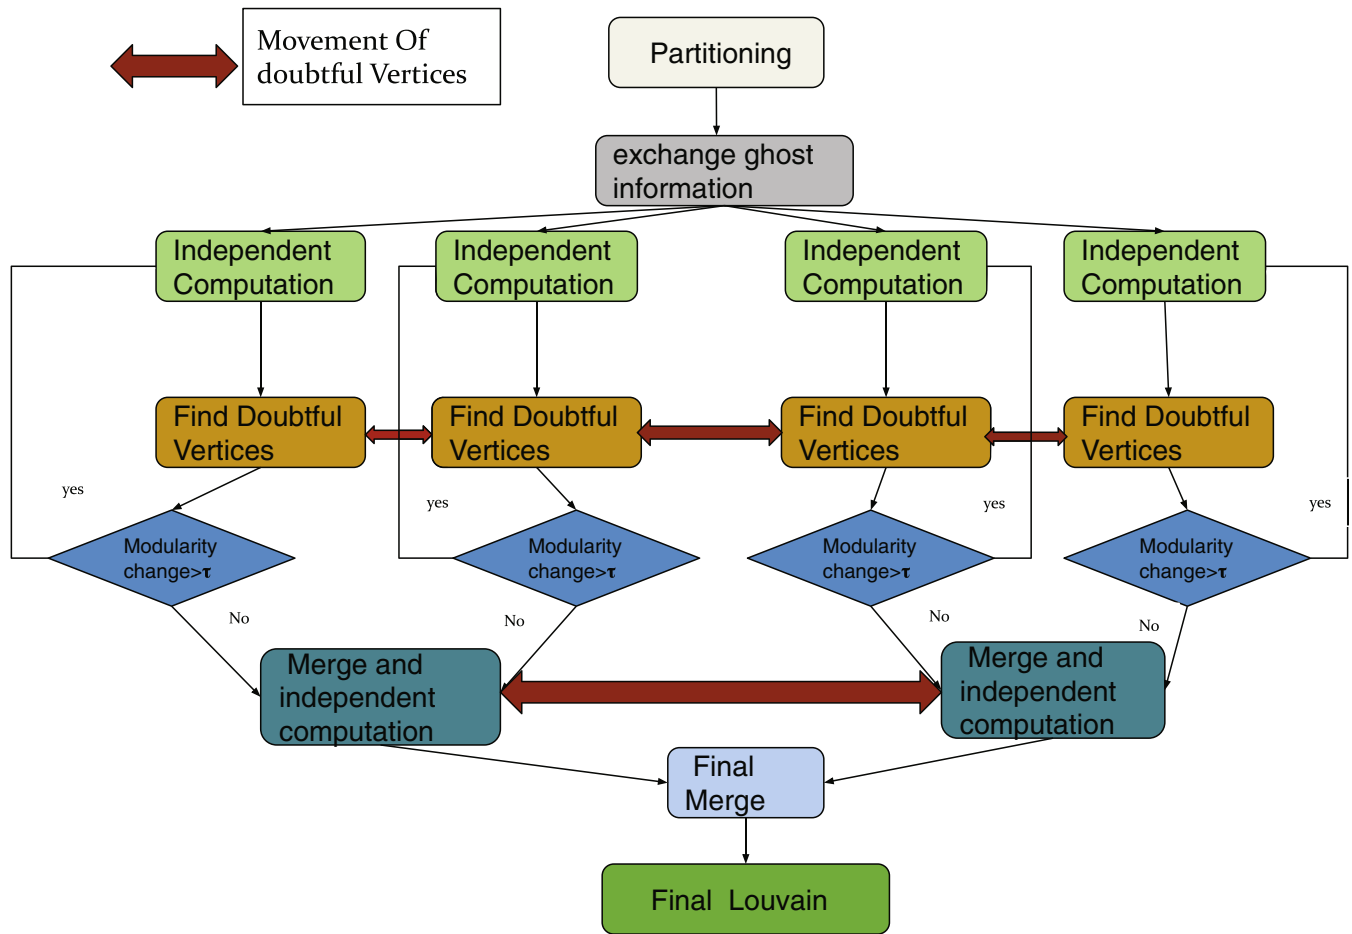 Movement Of
doubtful Vertices
Partitioning
exchange ghost
information
Independent
Computation
Independent
Computation
Independent
Computation
Independent
Computation
Find Doubtful
Vertices
Find Doubtful
Vertices
Find Doubtful
Vertices
Find Doubtful
Vertices
yes
yes
yes
yes
Modularity
change>τ
Modularity
change>τ
Modularity
change>τ
Modularity
change>τ
No
No
No
No
Merge and
independent
computation
Merge and
independent
computation
Final
Merge
Final Louvain